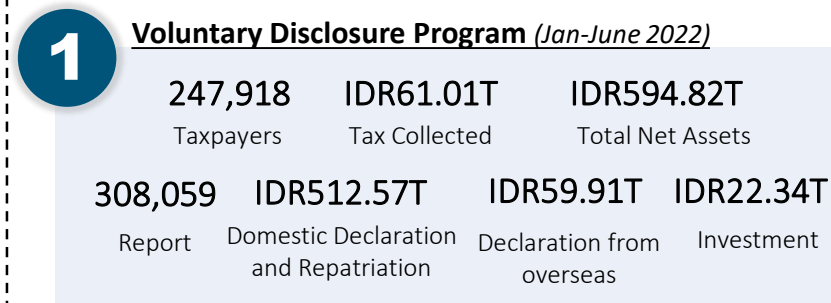 1
Voluntary Disclosure Program (Jan-June 2022)
247,918 IDR61.01T IDR594.82T
Taxpayers Tax Collected Total Net Assets
308,059 IDR512.57T IDR59.91T IDR22.34T
Report Domestic Declaration and Repatriation Declaration from overseas Investment